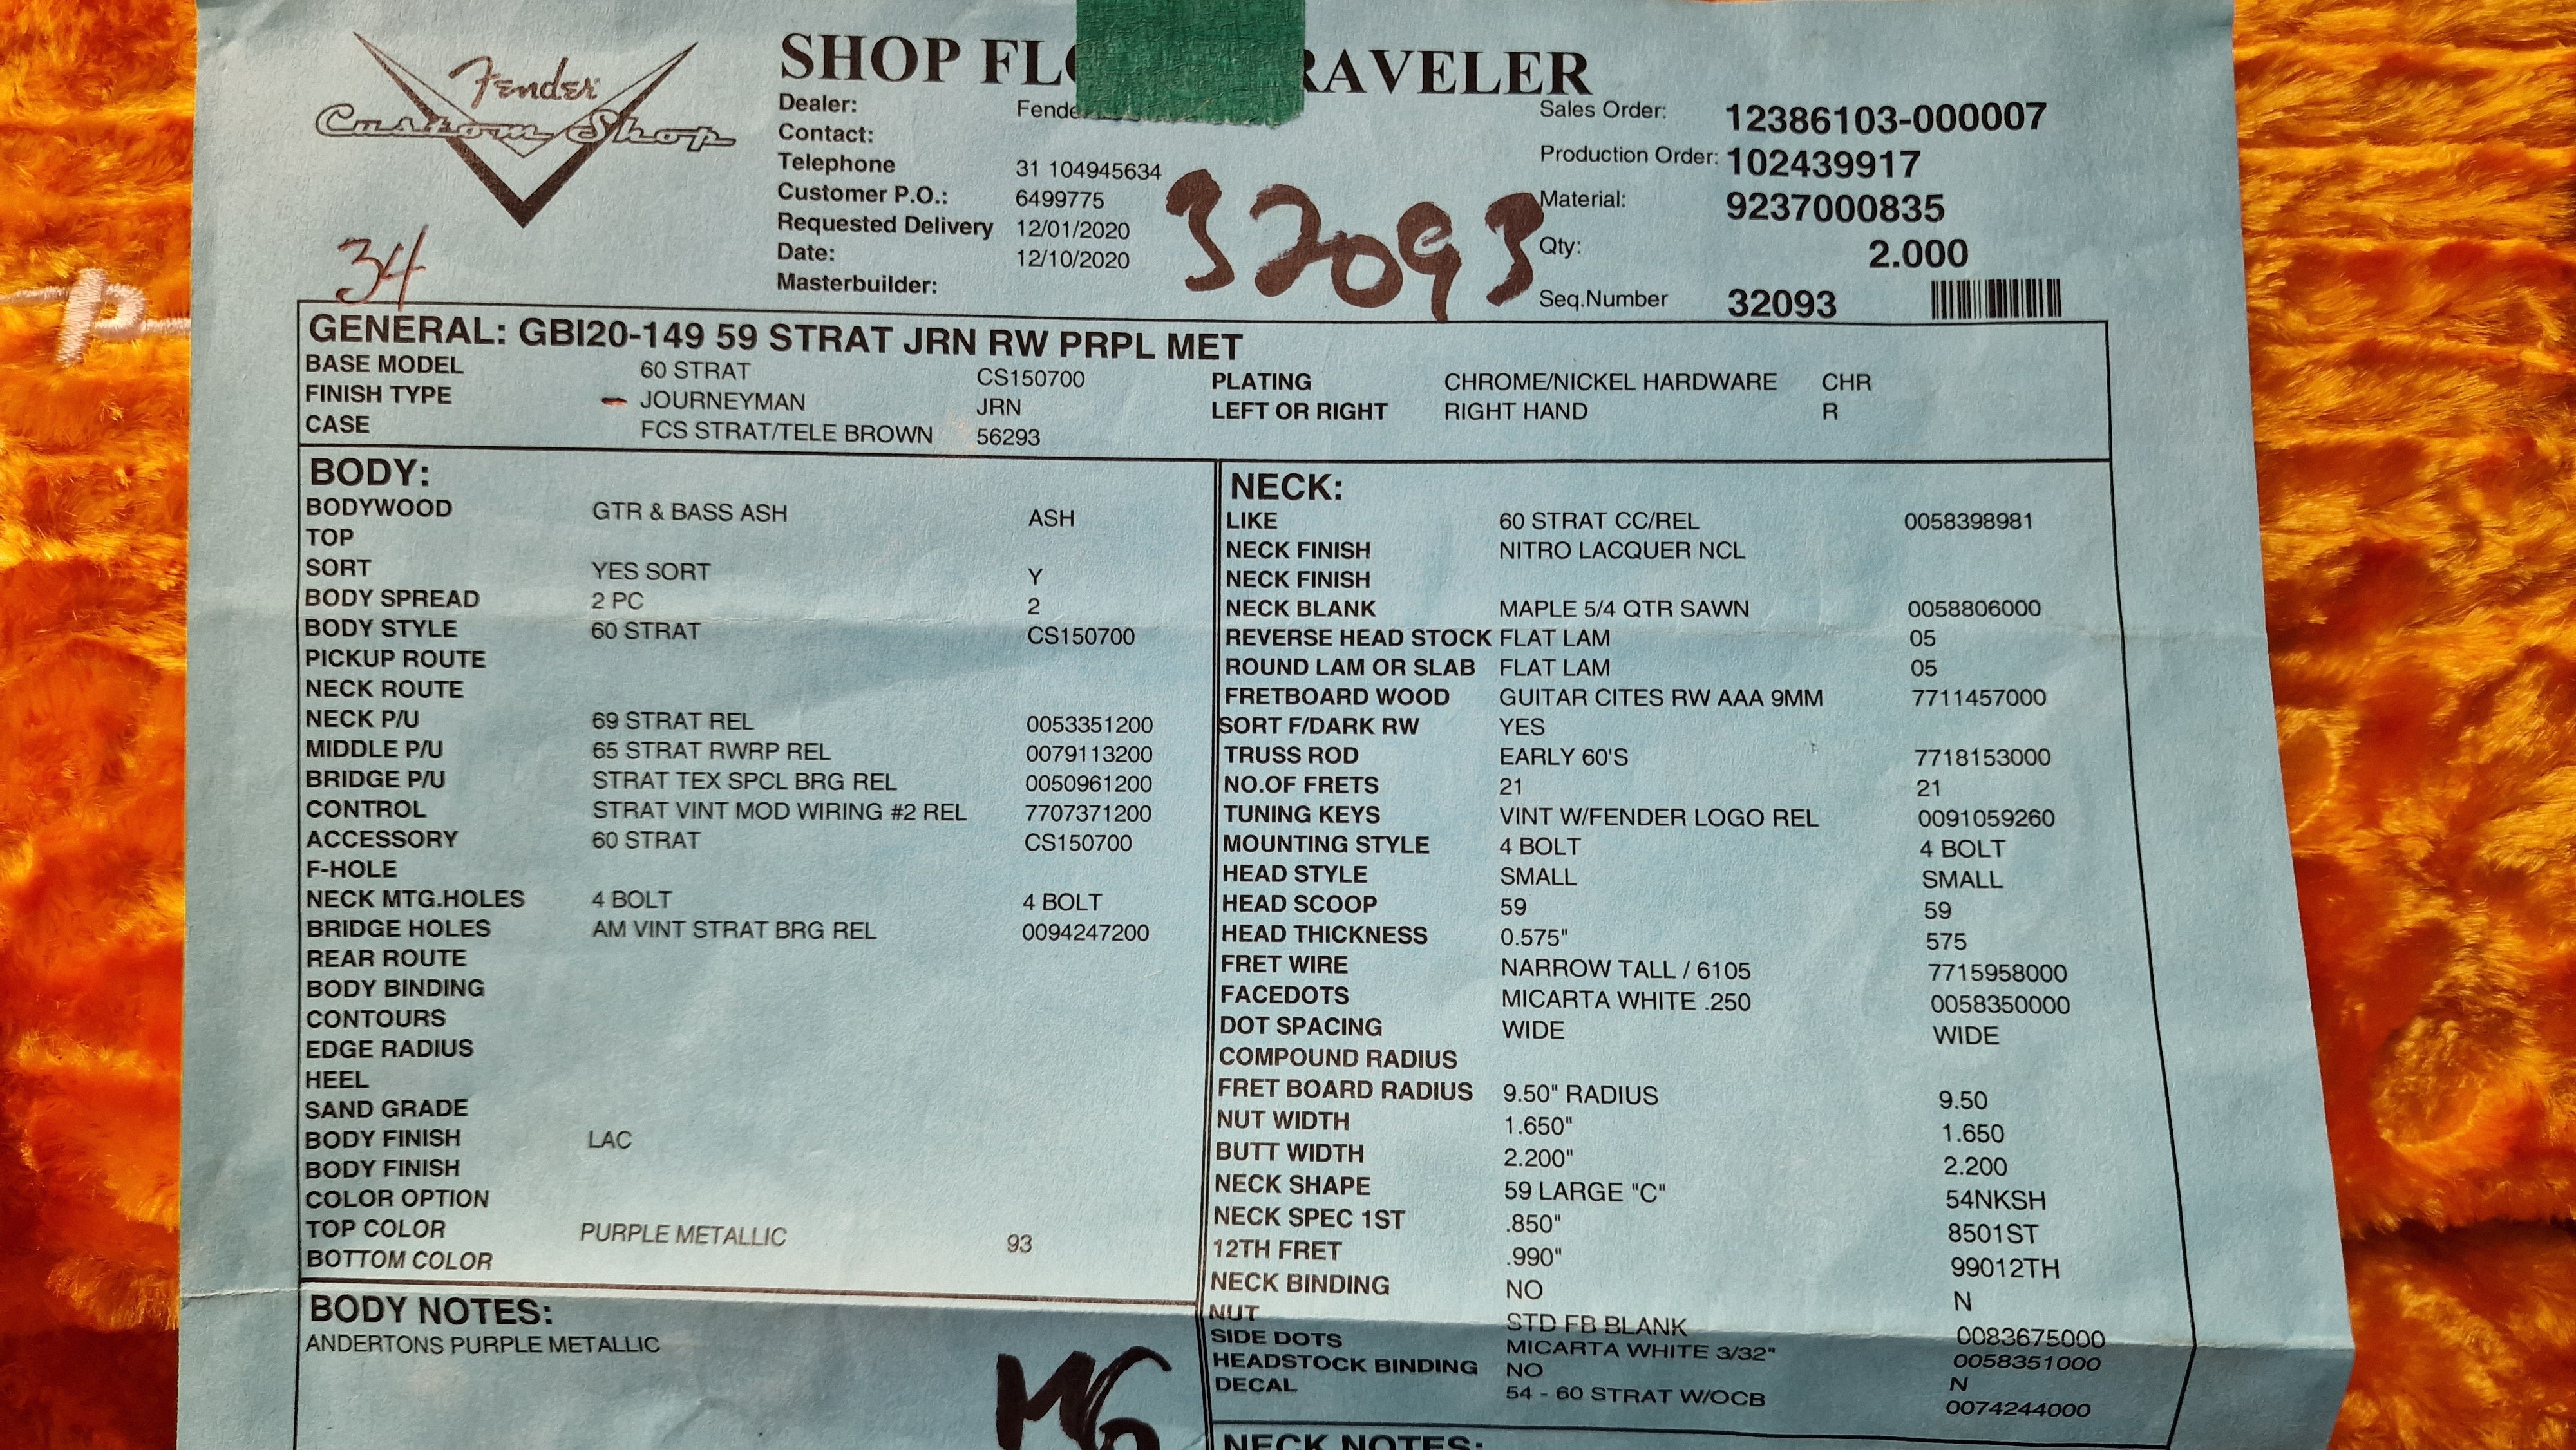 Fender
Custom Shop
SHOP FL RAVELER
Dealer: Fende
Contact:
Telephone 31 104945634
Customer P.O.: 6499775
Requested Delivery 12/01/2020
Date: 12/10/2020
Masterbuilder:
34
32093
Sales Order: 12386103-000007
Production Order: 102439917
Material: 9237000835
Qty: 2.000
Seq.Number 32093
GENERAL: GBI20-149 59 STRAT JRN RW PRPL MET
BASE MODEL 60 STRAT CS150700
FINISH TYPE - JOURNEYMAN JRN
CASE FCS STRAT/TELE BROWN 56293
PLATING CHROME/NICKEL HARDWARE CHR
LEFT OR RIGHT RIGHT HAND R
BODY:
BODYWOOD GTR & BASS ASH ASH
TOP
SORT YES SORT Y
BODY SPREAD 2 PC 2
BODY STYLE 60 STRAT CS150700
PICKUP ROUTE
NECK ROUTE
NECK P/U 69 STRAT REL 0053351200
MIDDLE P/U 65 STRAT RWRP REL 0079113200
BRIDGE P/U STRAT TEX SPCL BRG REL 0050961200
CONTROL STRAT VINT MOD WIRING #2 REL 7707371200
ACCESSORY 60 STRAT CS150700
F-HOLE
NECK MTG.HOLES 4 BOLT 4 BOLT
BRIDGE HOLES AM VINT STRAT BRG REL 0094247200
REAR ROUTE
BODY BINDING
CONTOURS
EDGE RADIUS
HEEL
SAND GRADE
BODY FINISH LAC
BODY FINISH
COLOR OPTION
TOP COLOR PURPLE METALLIC 93
BOTTOM COLOR
BODY NOTES:
ANDERTONS PURPLE METALLIC
NECK:
LIKE 60 STRAT CC/REL 0058398981
NECK FINISH NITRO LACQUER NCL
NECK FINISH
NECK BLANK MAPLE 5/4 QTR SAWN 0058806000
REVERSE HEAD STOCK FLAT LAM 05
ROUND LAM OR SLAB FLAT LAM 05
FRETBOARD WOOD GUITAR CITES RW AAA 9MM 7711457000
SORT F/DARK RW YES
TRUSS ROD EARLY 60'S 7718153000
NO.OF FRETS 21 21
TUNING KEYS VINT W/FENDER LOGO REL 0091059260
MOUNTING STYLE 4 BOLT 4 BOLT
HEAD STYLE SMALL SMALL
HEAD SCOOP 59 59
HEAD THICKNESS 0.575" 575
FRET WIRE NARROW TALL / 6105 7715958000
FACEDOTS MICARTA WHITE .250 0058350000
DOT SPACING WIDE WIDE
COMPOUND RADIUS
FRET BOARD RADIUS 9.50" RADIUS 9.50
NUT WIDTH 1.650" 1.650
BUTT WIDTH 2.200" 2.200
NECK SHAPE 59 LARGE "C" 54NKSH
NECK SPEC 1ST .850" 8501ST
12TH FRET .990" 99012TH
NECK BINDING NO N
NUT STD FB BLANK 0083675000
SIDE DOTS MICARTA WHITE 3/32" 0058351000
HEADSTOCK BINDING NO N
DECAL 54 - 60 STRAT W/OCB 0074244000
NECK NOTES: